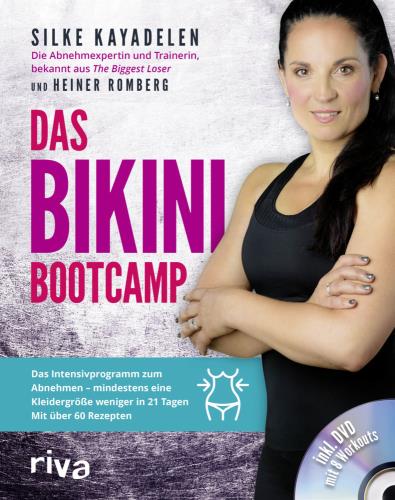 SILKE KAYADELEN
Die Abnehmexpertin und Trainerin,
bekannt aus The Biggest Loser
UND HEINER ROMBERG
DAS
BIKINI
BOOTCAMP
Das Intensivprogramm zum
Abnehmen – mindestens eine
Kleidergröße weniger in 21 Tagen
Mit über 60 Rezepten
inkl. DVD
mit 8 Workouts
riva